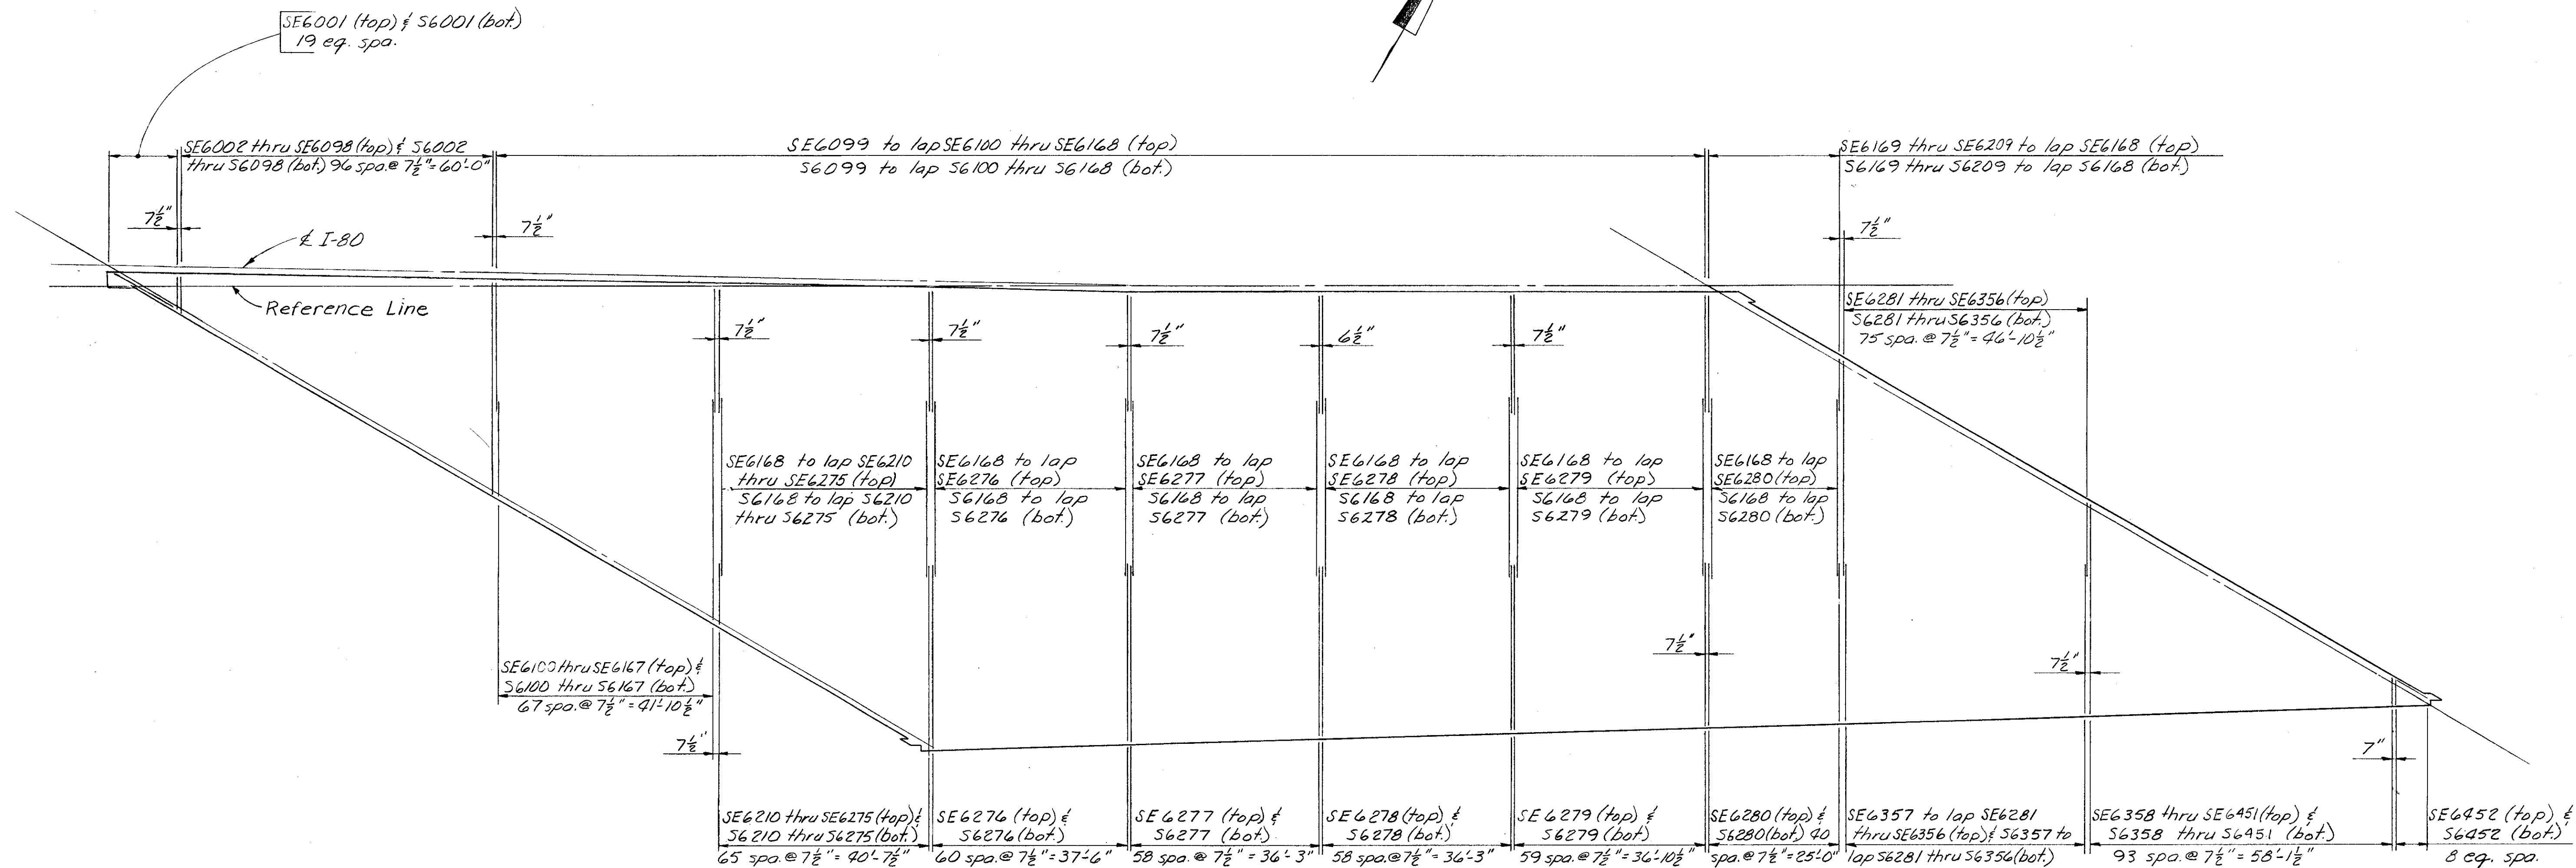 SE6001 (top) & S6001 (bot.)
19 eq. spa.
SE6002 thru SE6098 (top) & S6002
thru S6098 (bot.) 96 spa. @ 7½" = 60'-0"
SE6099 to lap SE6100 thru SE6168 (top)
S6099 to lap S6100 thru S6168 (bot.)
SE6169 thru SE6209 to lap SE6168 (top)
S6169 thru S6209 to lap S6168 (bot.)
7½"
7½"
7½"
℄ I-80
Reference Line
SE6281 thru SE6356 (top)
S6281 thru S6356 (bot.)
75 spa. @ 7½" = 46'-10½"
7½"
7½"
7½"
6½"
7½"
SE6168 to lap SE6210
thru SE6275 (top)
S6168 to lap S6210
thru S6275 (bot.)
SE6168 to lap
SE6276 (top)
S6168 to lap
S6276 (bot.)
SE6168 to lap
SE6277 (top)
S6168 to lap
S6277 (bot.)
SE6168 to lap
SE6278 (top)
S6168 to lap
S6278 (bot.)
SE6168 to lap
SE6279 (top)
S6168 to lap
S6279 (bot.)
SE6168 to lap
SE6280 (top)
S6168 to lap
S6280 (bot.)
SE6100 thru SE6167 (top) &
S6100 thru S6167 (bot.)
67 spa. @ 7½" = 41'-10½"
7½"
7½"
7½"
7"
SE6210 thru SE6275 (top) &
S6210 thru S6275 (bot.)
65 spa. @ 7½" = 40'-7½"
SE6276 (top) &
S6276 (bot.)
60 spa. @ 7½" = 37'-6"
SE6277 (top) &
S6277 (bot.)
58 spa. @ 7½" = 36'-3"
SE6278 (top) &
S6278 (bot.)
58 spa. @ 7½" = 36'-3"
SE6279 (top) &
S6279 (bot.)
59 spa. @ 7½" = 36'-10½"
SE6280 (top) &
S6280 (bot.) 40
spa. @ 7½" = 25'-0"
SE6357 to lap SE6281
thru SE6356 (top) & S6357 to
lap S6281 thru S6356 (bot.)
SE6358 thru SE6451 (top) &
S6358 thru S6451 (bot.)
93 spa. @ 7½" = 58'-1½"
SE6452 (top) &
S6452 (bot.)
8 eq. spa.